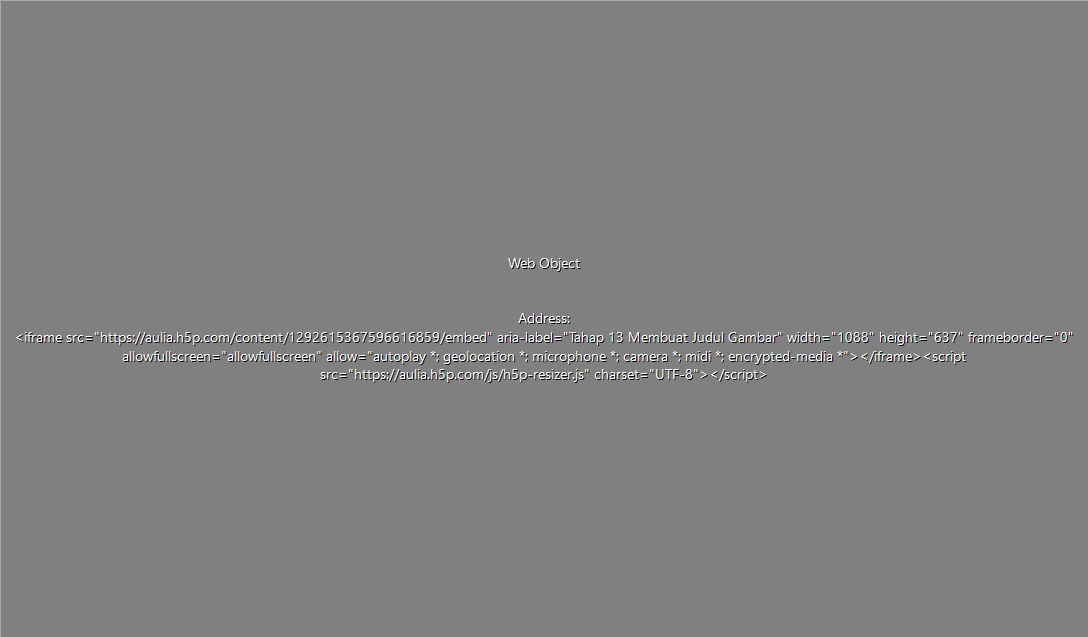 Web Object
Address:
<iframe src="https://aulia.h5p.com/content/1292615367596616859/embed" aria-label="Tahap 13 Membuat Judul Gambar" width="1088" height="637" frameborder="0"
allowfullscreen="allowfullscreen" allow="autoplay *; geolocation *; microphone *; camera *; midi *; encrypted-media *"></iframe><script
src="https://aulia.h5p.com/js/h5p-resizer.js" charset="UTF-8"></script>